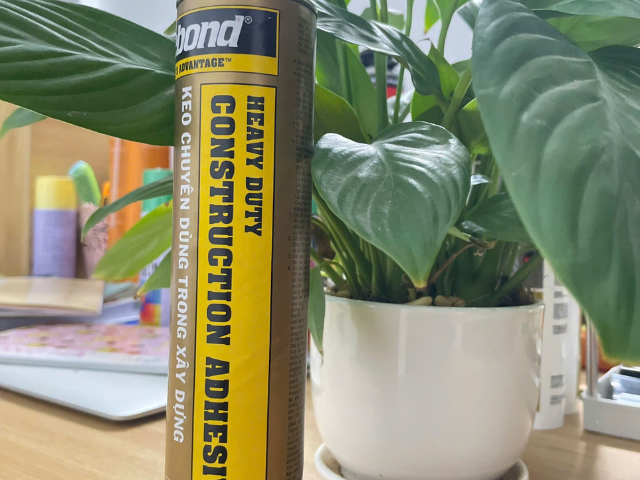 bond®
ADVANTAGE™
HEAVY DUTY
CONSTRUCTION ADHESI
KEO CHUYÊN DÙNG TRONG XÂY DỰNG